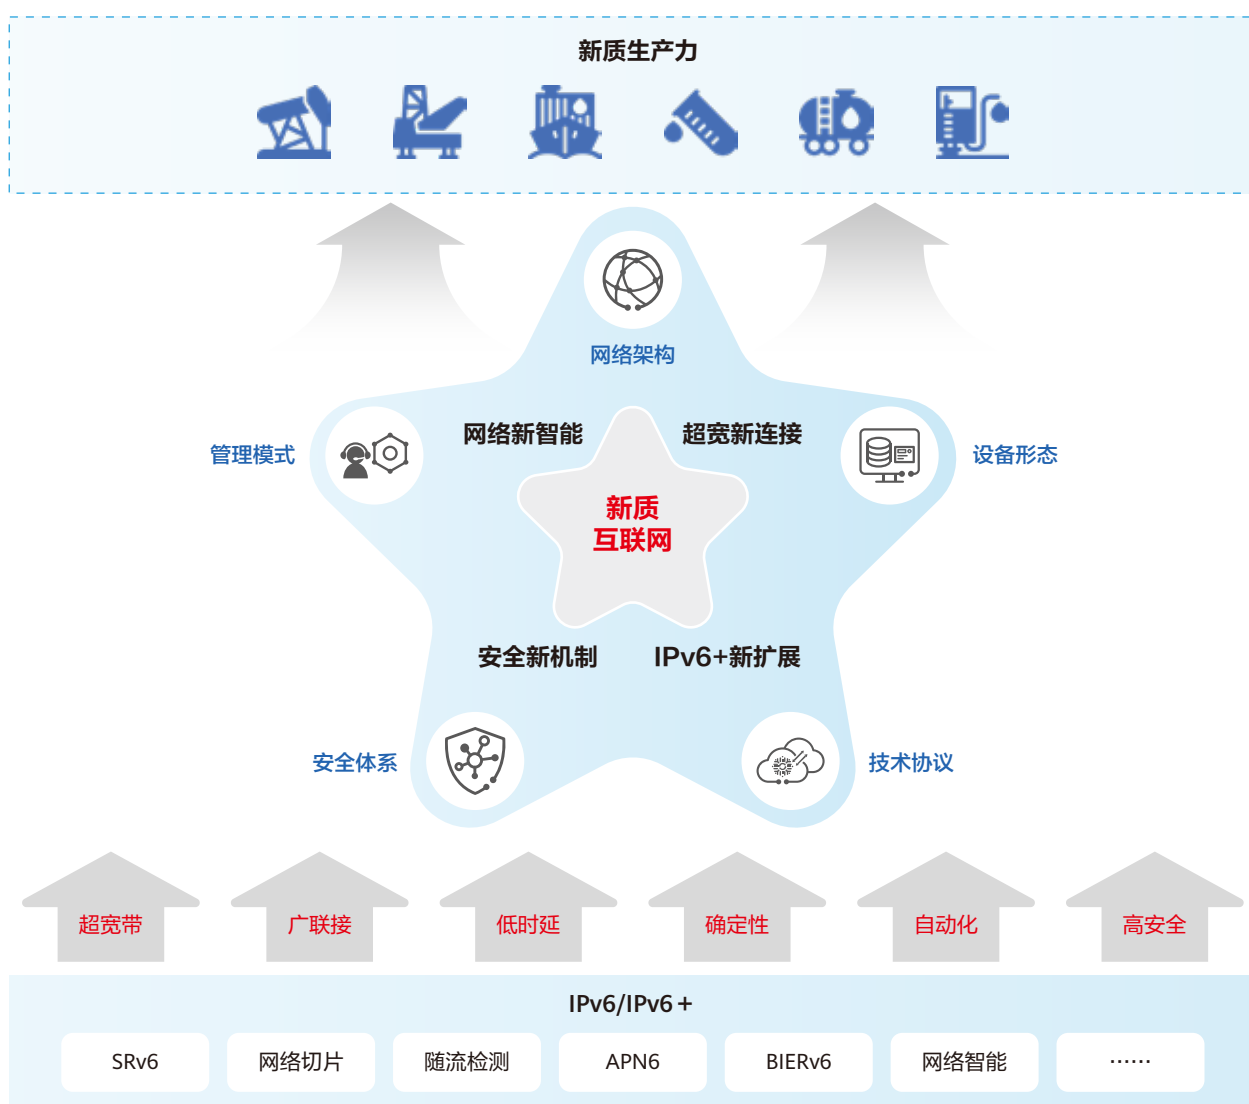 新质生产力
网络架构
网络新智能
超宽新连接
管理模式
设备形态
新质
互联网
安全新机制
IPv6+新扩展
安全体系
技术协议
超宽带
广联接
低时延
确定性
自动化
高安全
IPv6/IPv6+
SRv6
网络切片
随流检测
APN6
BIERv6
网络智能
……